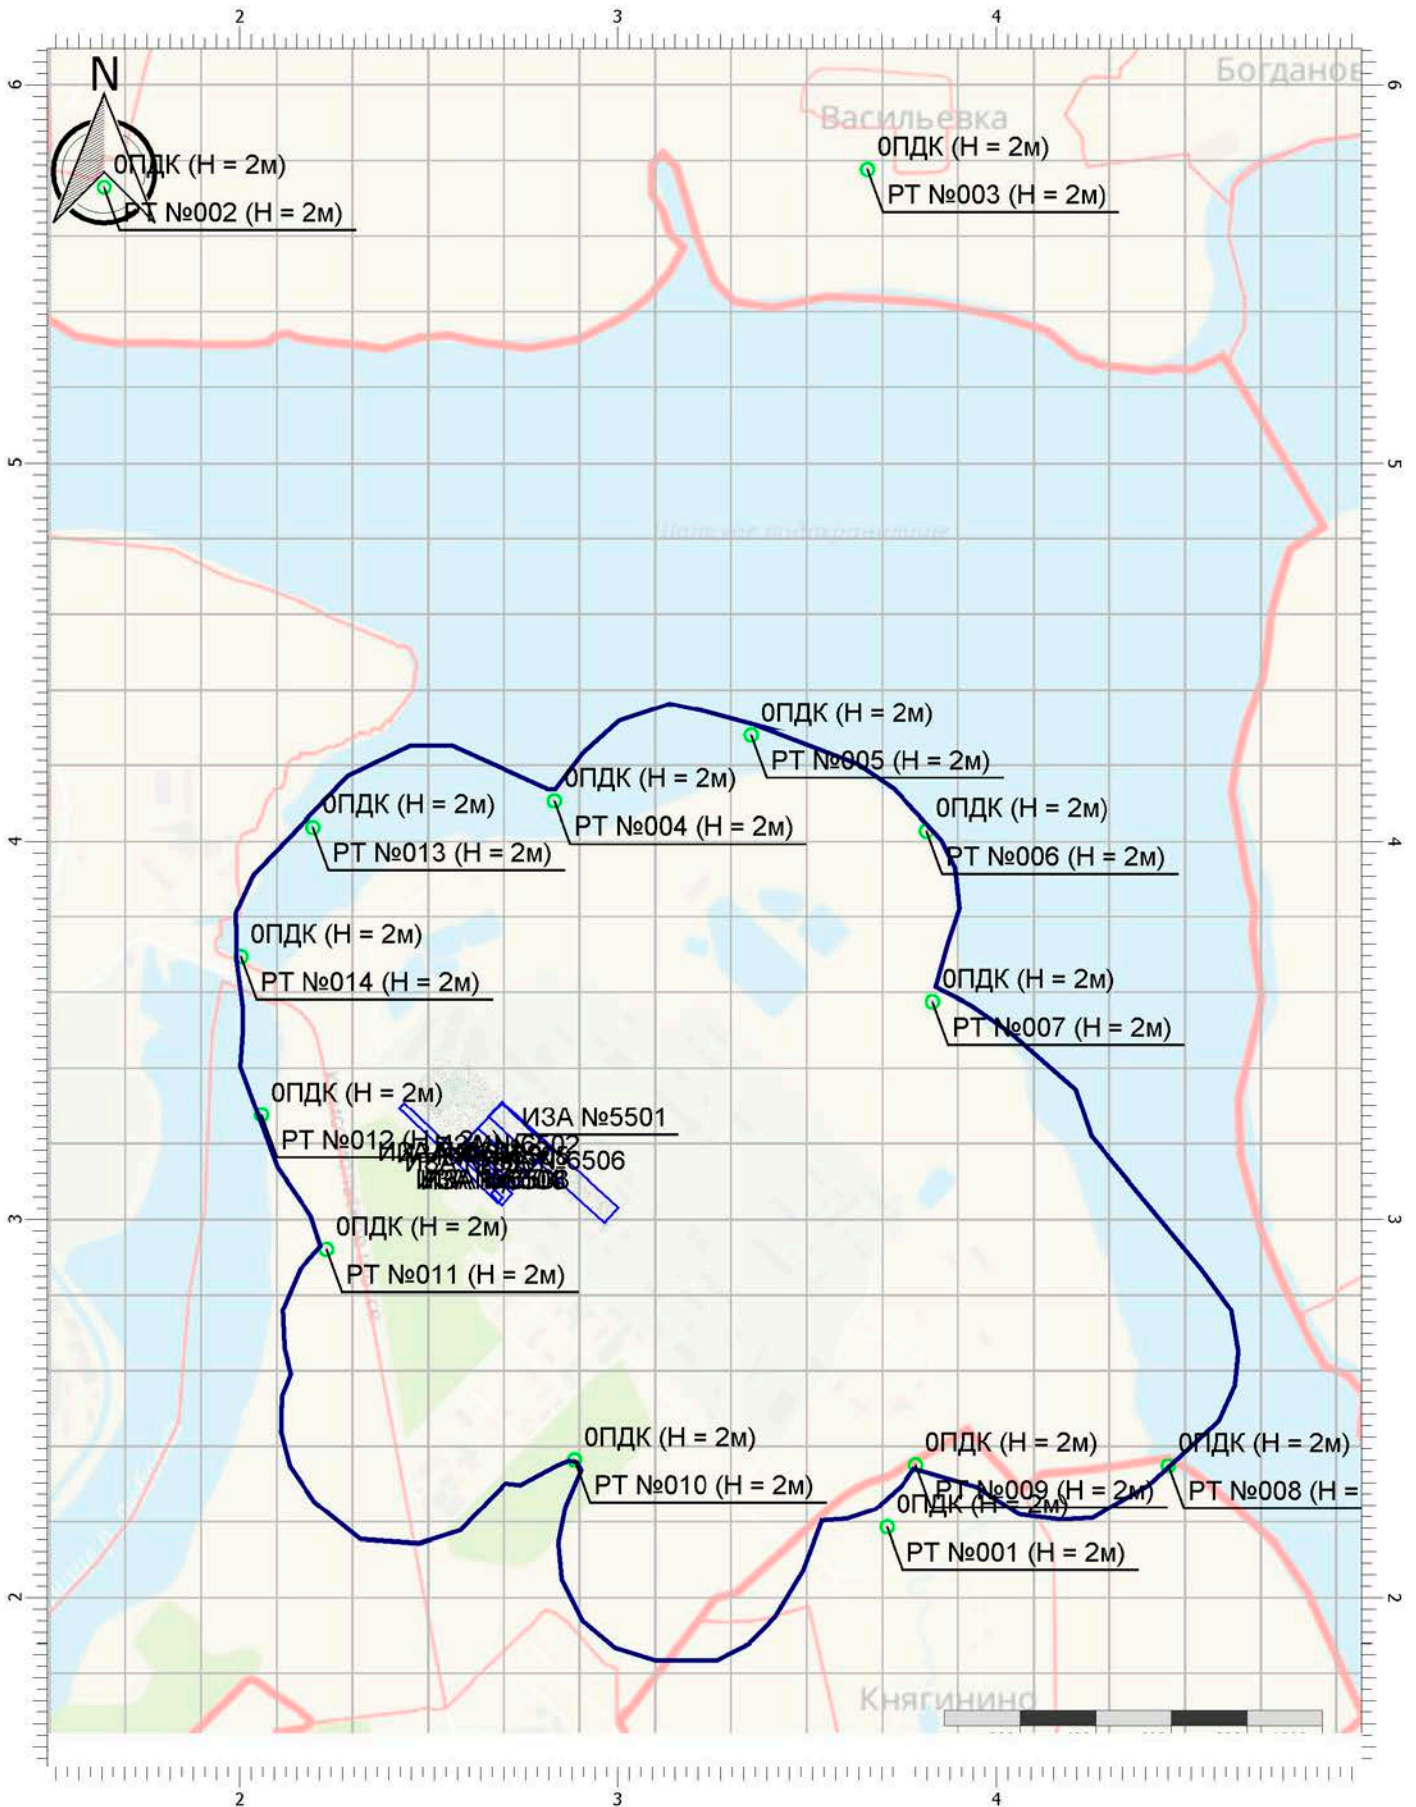 2 3 4
6 6
N
Богданов
Васильевка
0ПДК (Н = 2м)
РТ №003 (Н = 2м)
0ПДК (Н = 2м)
РТ №002 (Н = 2м)
5 5
Шатское водохранилище
0ПДК (Н = 2м)
РТ №005 (Н = 2м)
0ПДК (Н = 2м)
РТ №004 (Н = 2м)
0ПДК (Н = 2м)
РТ №013 (Н = 2м)
0ПДК (Н = 2м)
РТ №006 (Н = 2м)
4 4
0ПДК (Н = 2м)
РТ №014 (Н = 2м)
0ПДК (Н = 2м)
РТ №007 (Н = 2м)
0ПДК (Н = 2м)
РТ №012 (Н
ИЗА №5501
№6506
3 3
0ПДК (Н = 2м)
РТ №011 (Н = 2м)
0ПДК (Н = 2м)
РТ №010 (Н = 2м)
0ПДК (Н = 2м)
РТ №009 (Н = 2м)
0ПДК (Н = 2м)
РТ №008 (Н =
0ПДК (Н = 2м)
РТ №001 (Н = 2м)
2 2
Княгинино
2 3 4